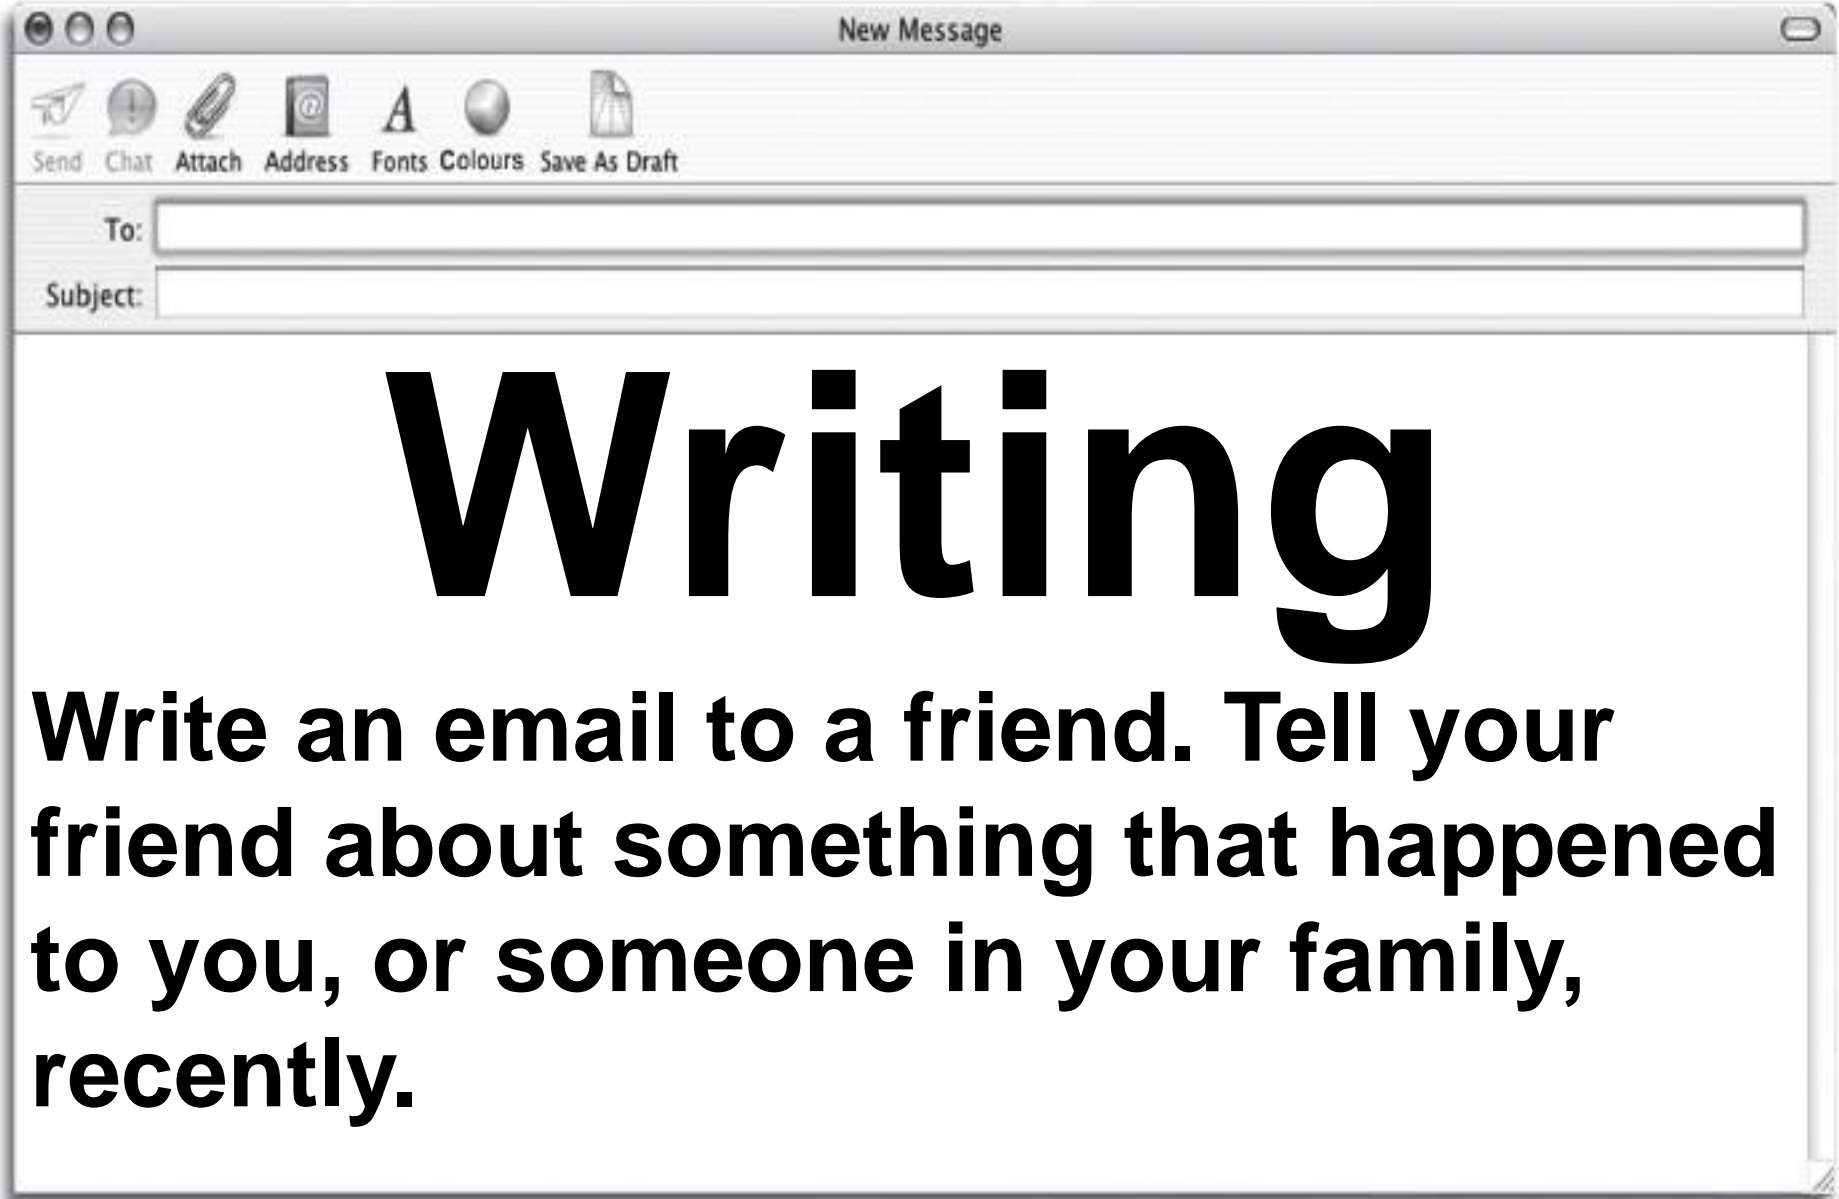 New Message
Send Chat Attach Address Fonts Colours Save As Draft
To:
Subject:
Writing
Write an email to a friend. Tell your
friend about something that happened
to you, or someone in your family,
recently.